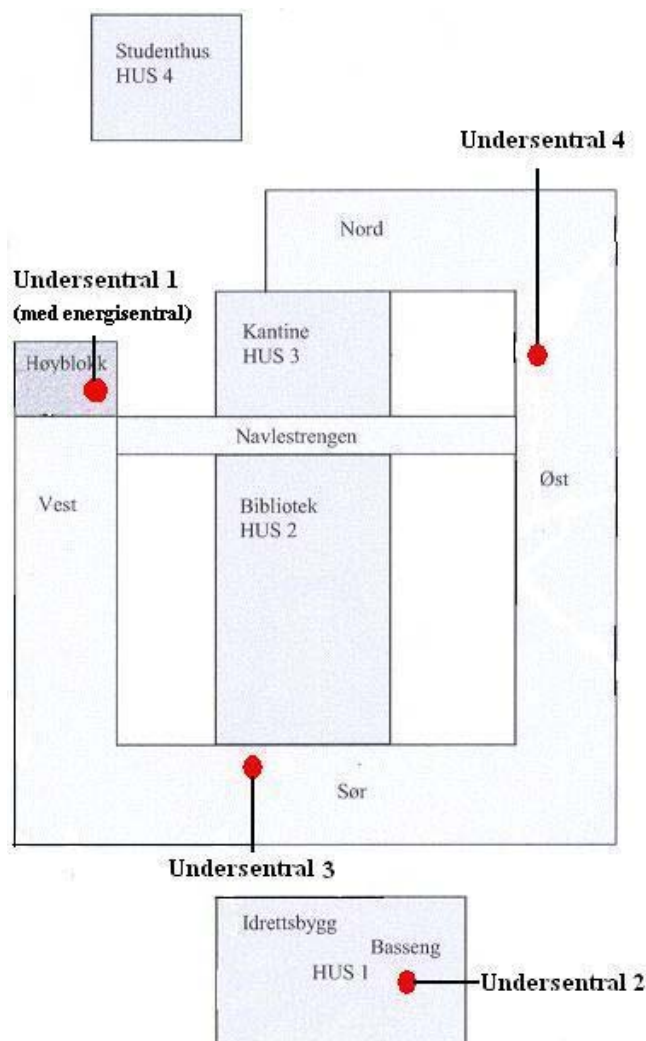 Studenthus
HUS 4
Undersentral 4
Nord
Undersentral 1
(med energisentral)
Kantine
HUS 3
Høyblokk
Navlestrengen
Øst
Vest
Bibliotek
HUS 2
Sør
Undersentral 3
Idrettsbygg
Basseng
HUS 1
Undersentral 2